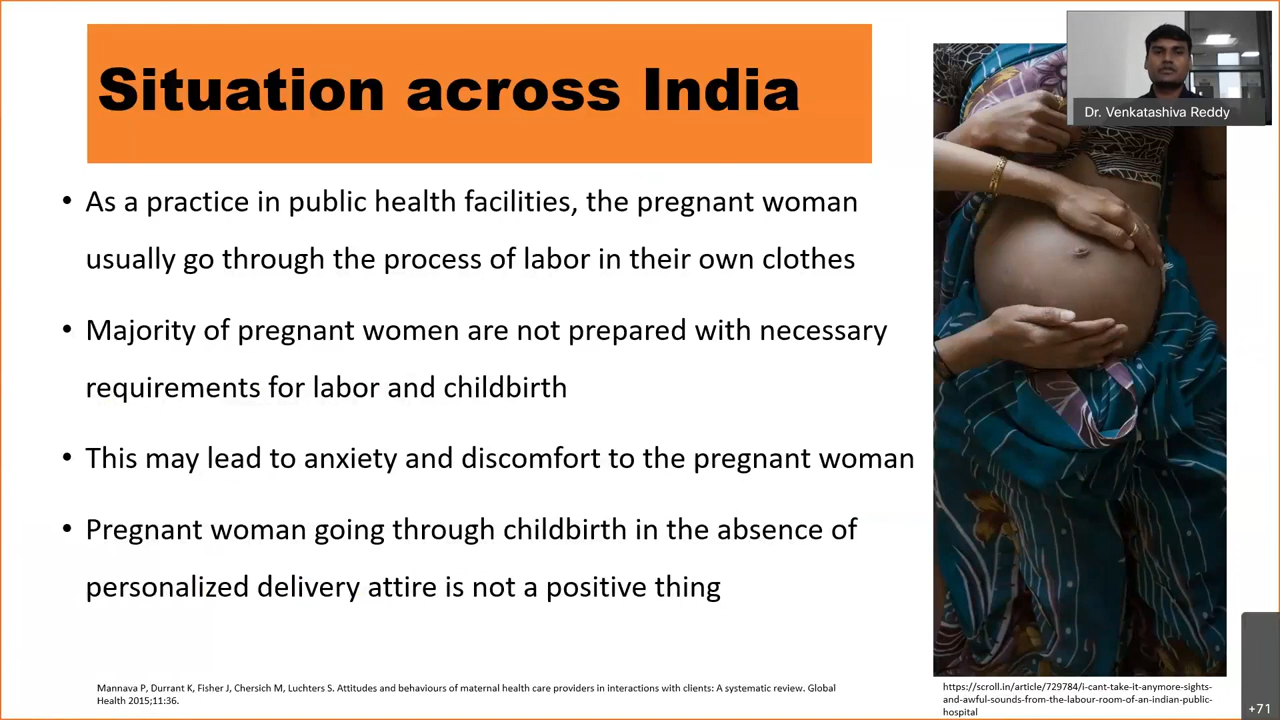 Situation across India
Dr. Venkatashiva Reddy
• As a practice in public health facilities, the pregnant woman
usually go through the process of labor in their own clothes
• Majority of pregnant women are not prepared with necessary
requirements for labor and childbirth
• This may lead to anxiety and discomfort to the pregnant woman
• Pregnant woman going through childbirth in the absence of
personalized delivery attire is not a positive thing
Mannava P, Durrant K, Fisher J, Chersich M, Luchters S. Attitudes and behaviours of maternal health care providers in interactions with clients: A systematic review. Global
Health 2015;11:36.
https://scroll.in/article/729784/i-cant-take-it-anymore-sights-
and-awful-sounds-from-the-labour-room-of-an-indian-public-
hospital
+71